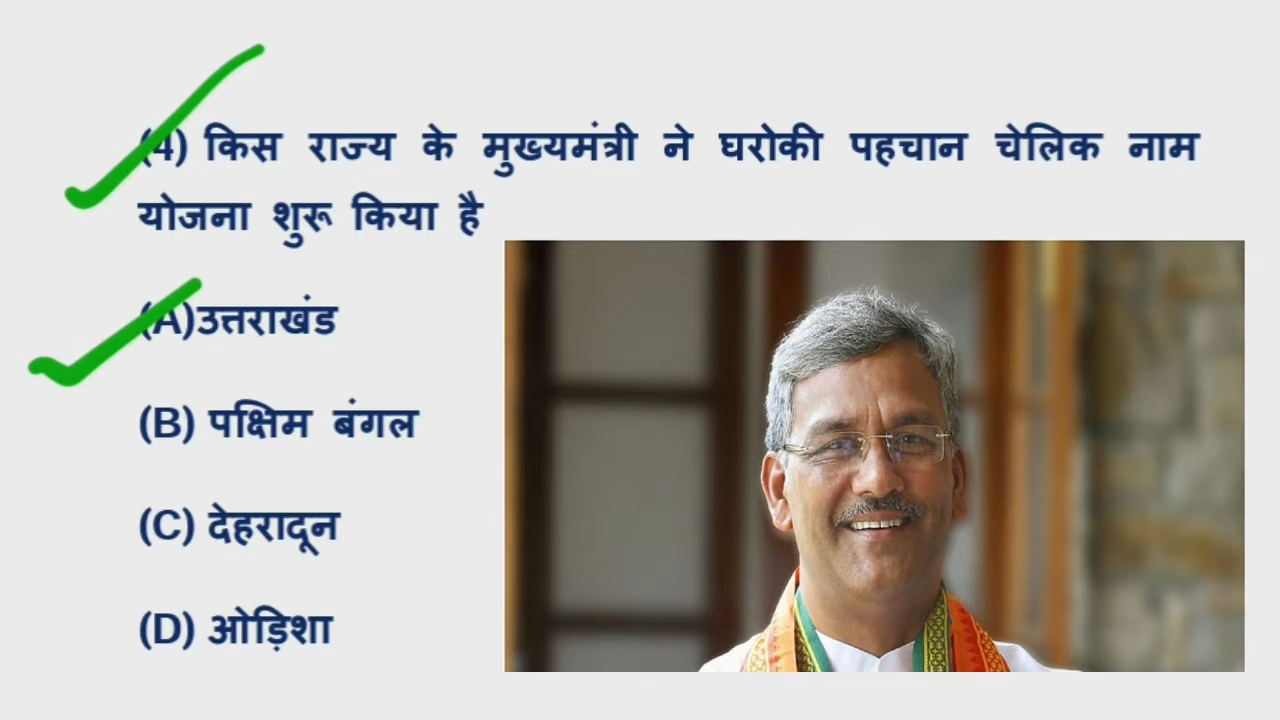 (4) किस राज्य के मुख्यमंत्री ने घरोकी पहचान चेलिक नाम
योजना शुरू किया है
(A)उत्तराखंड
(B) पक्षिम बंगल
(C) देहरादून
(D) ओड़िशा